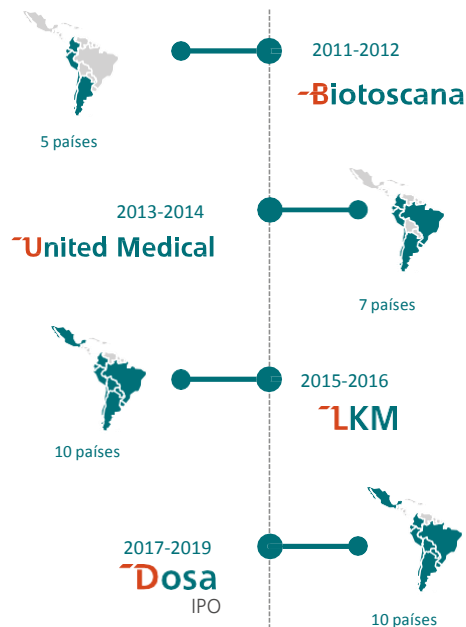 2011-2012
Biotoscana
5 países
2013-2014
United Medical
7 países
2015-2016
LKM
10 países
2017-2019
Dosa
IPO
10 países